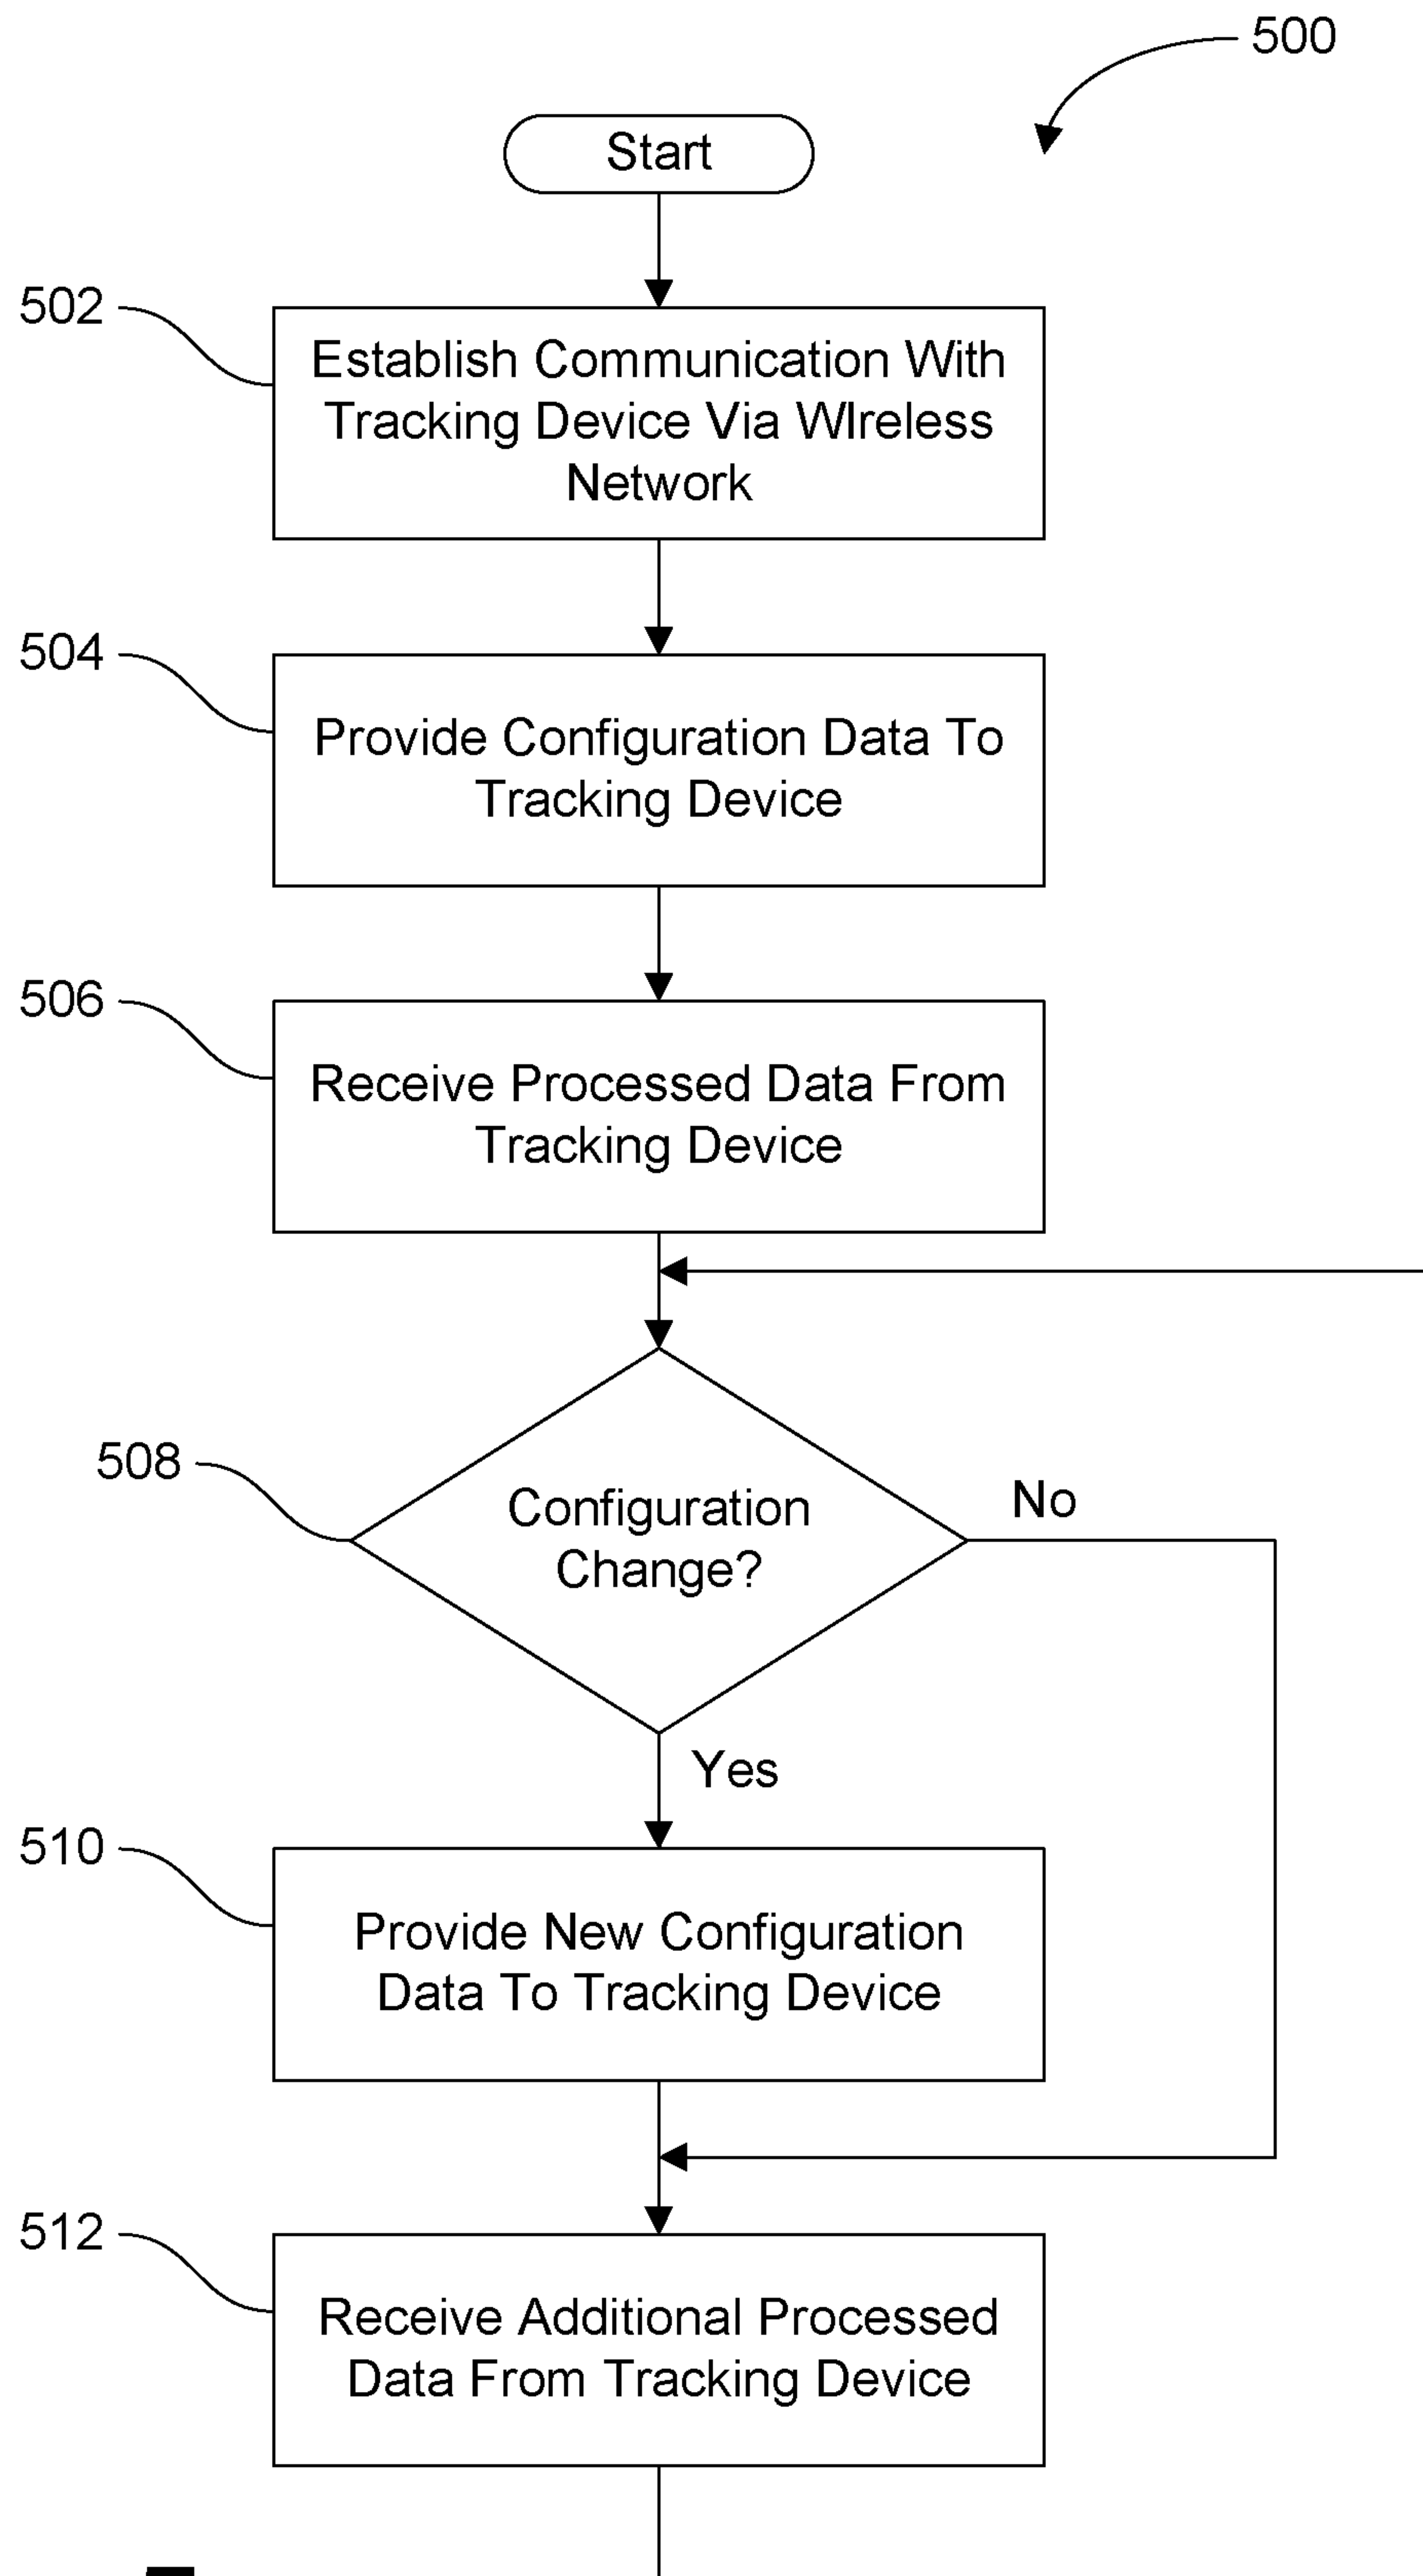 500
Start
502
Establish Communication With
Tracking Device Via WIreless
Network
504
Provide Configuration Data To
Tracking Device
506
Receive Processed Data From
Tracking Device
508
Configuration
Change?
No
Yes
510
Provide New Configuration
Data To Tracking Device
512
Receive Additional Processed
Data From Tracking Device